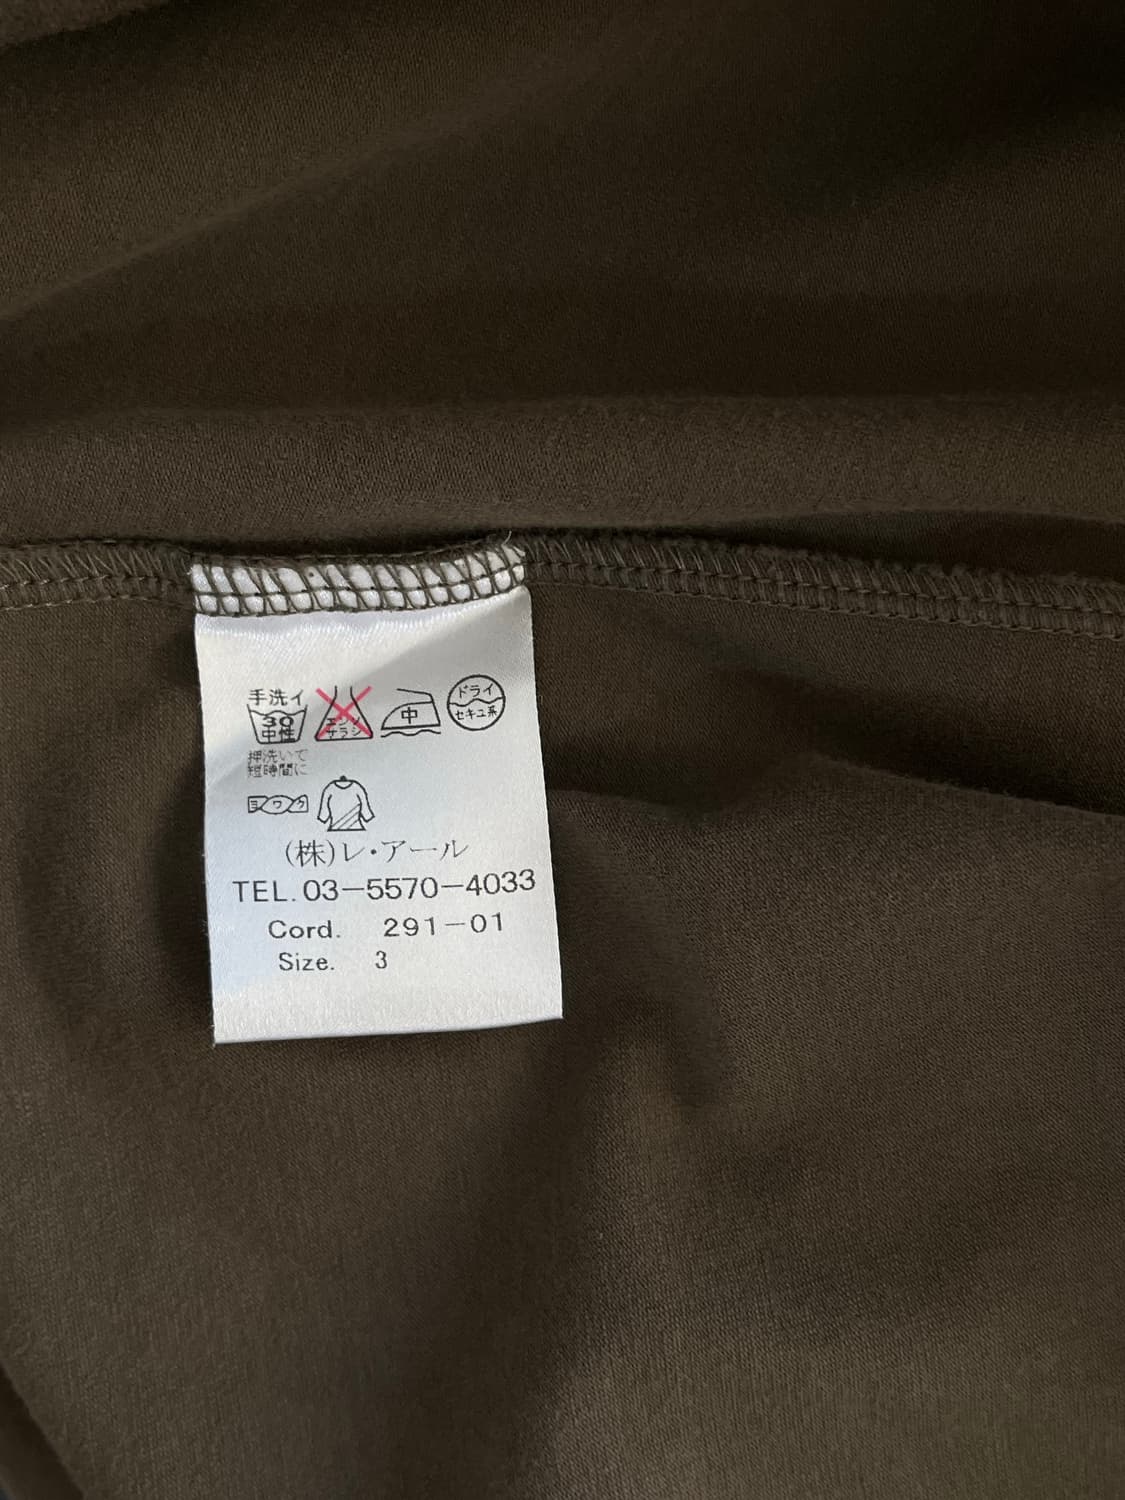 手洗イ
30
中性
エンソ
サラシ
中
ドライ
セキユ系
押洗いで
短時間に
ヨワク
(株)レ・アール
TEL.03-5570-4033
Cord. 291-01
Size. 3